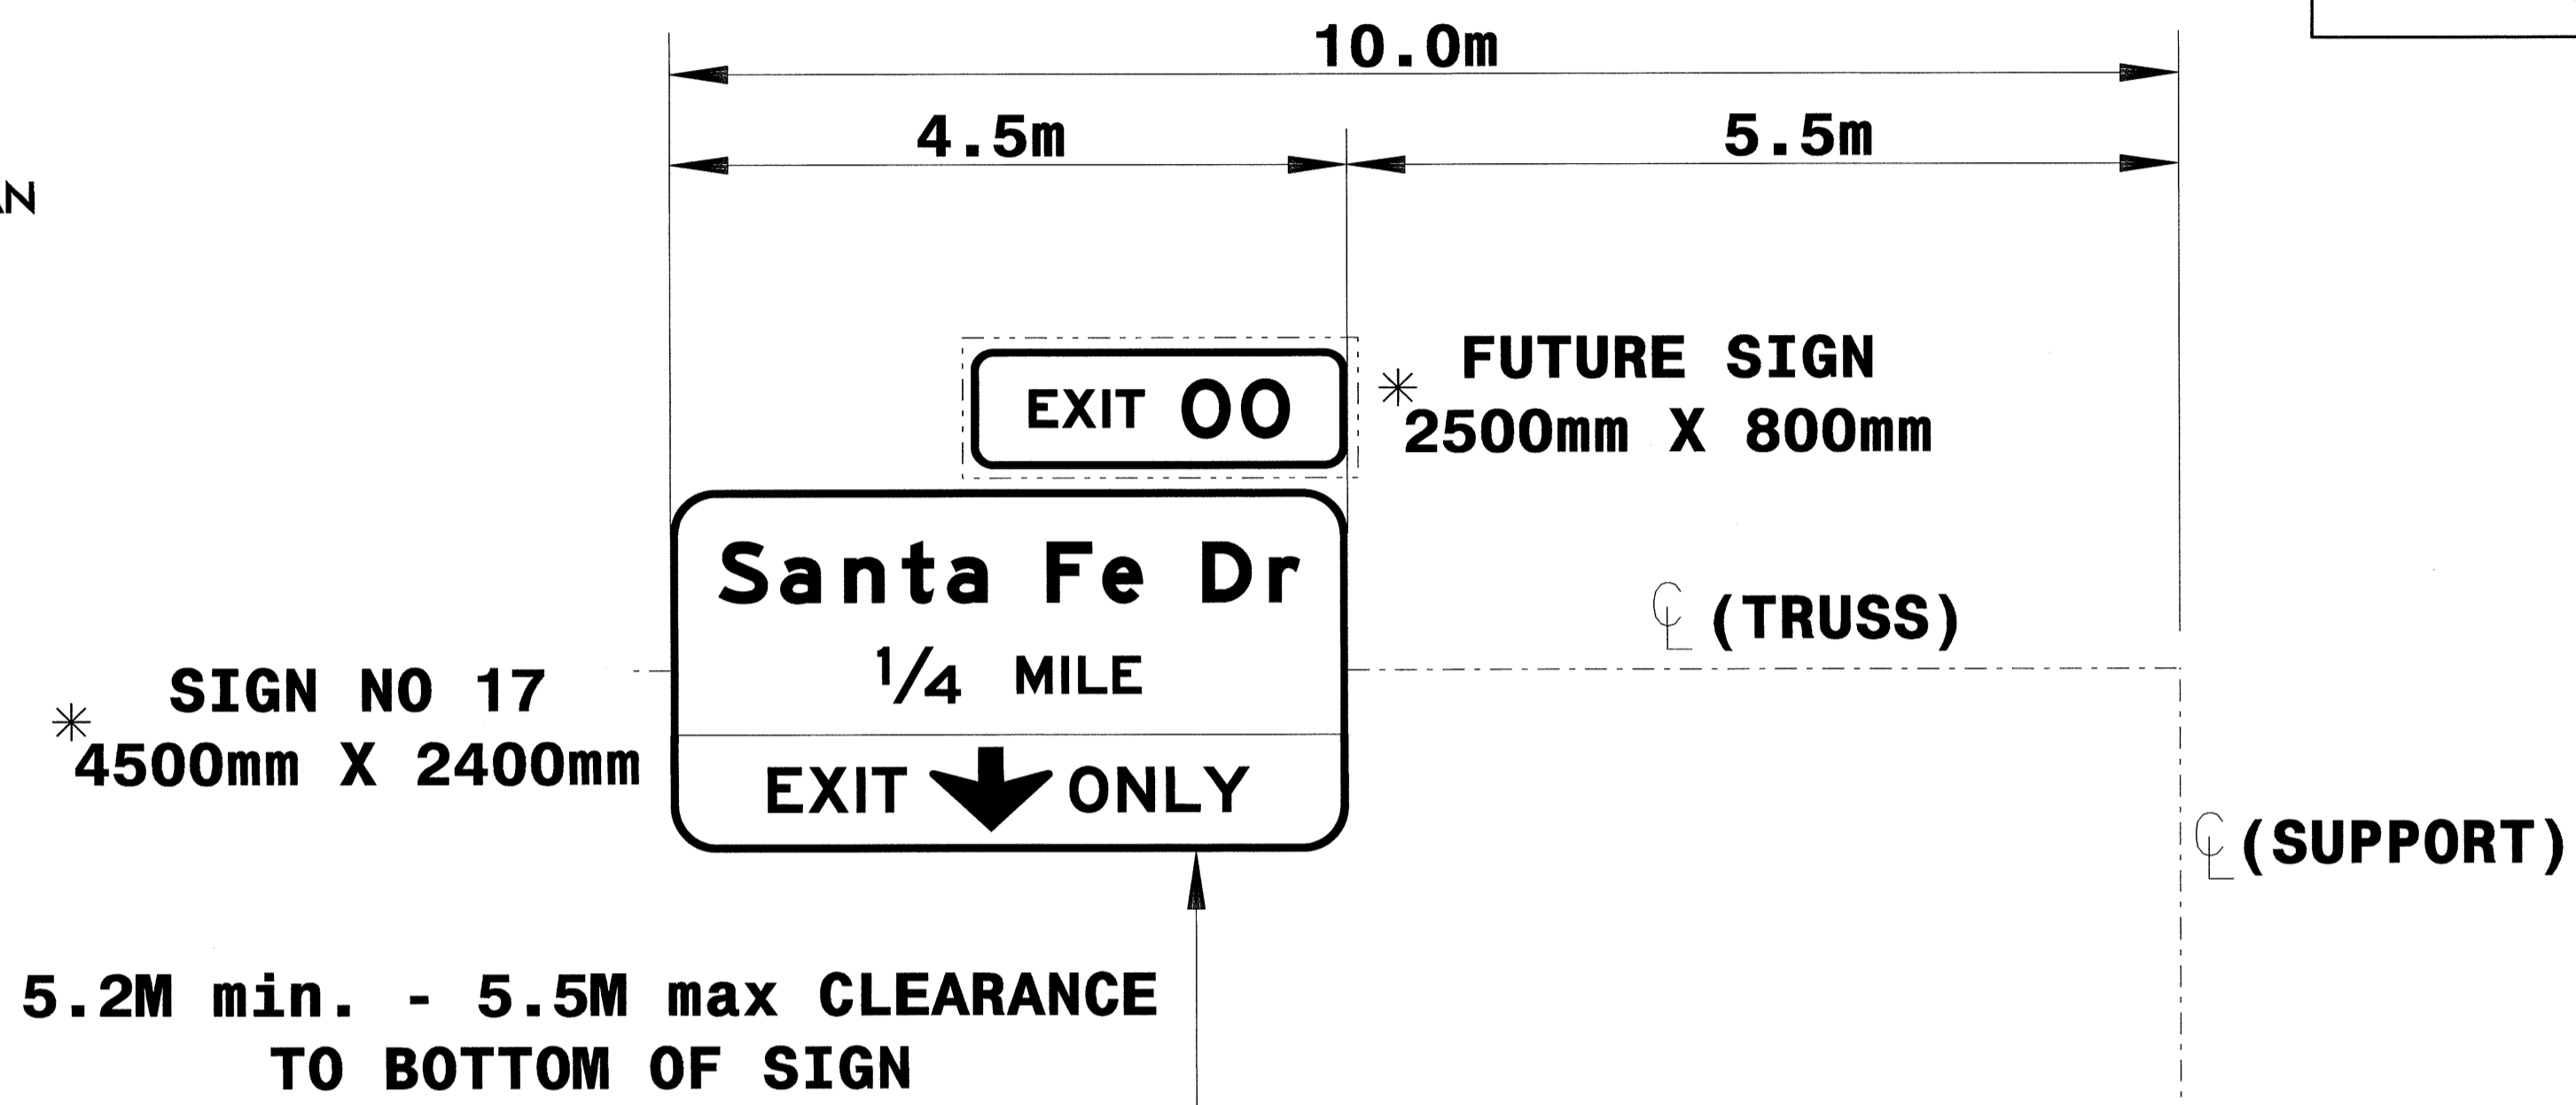 10.0m
4.5m
5.5m
FUTURE SIGN
* 2500mm X 800mm
EXIT 00
Santa Fe Dr
1/4 MILE
EXIT ONLY
℄ (TRUSS)
SIGN NO 17
* 4500mm X 2400mm
℄ (SUPPORT)
5.2M min. - 5.5M max CLEARANCE
TO BOTTOM OF SIGN